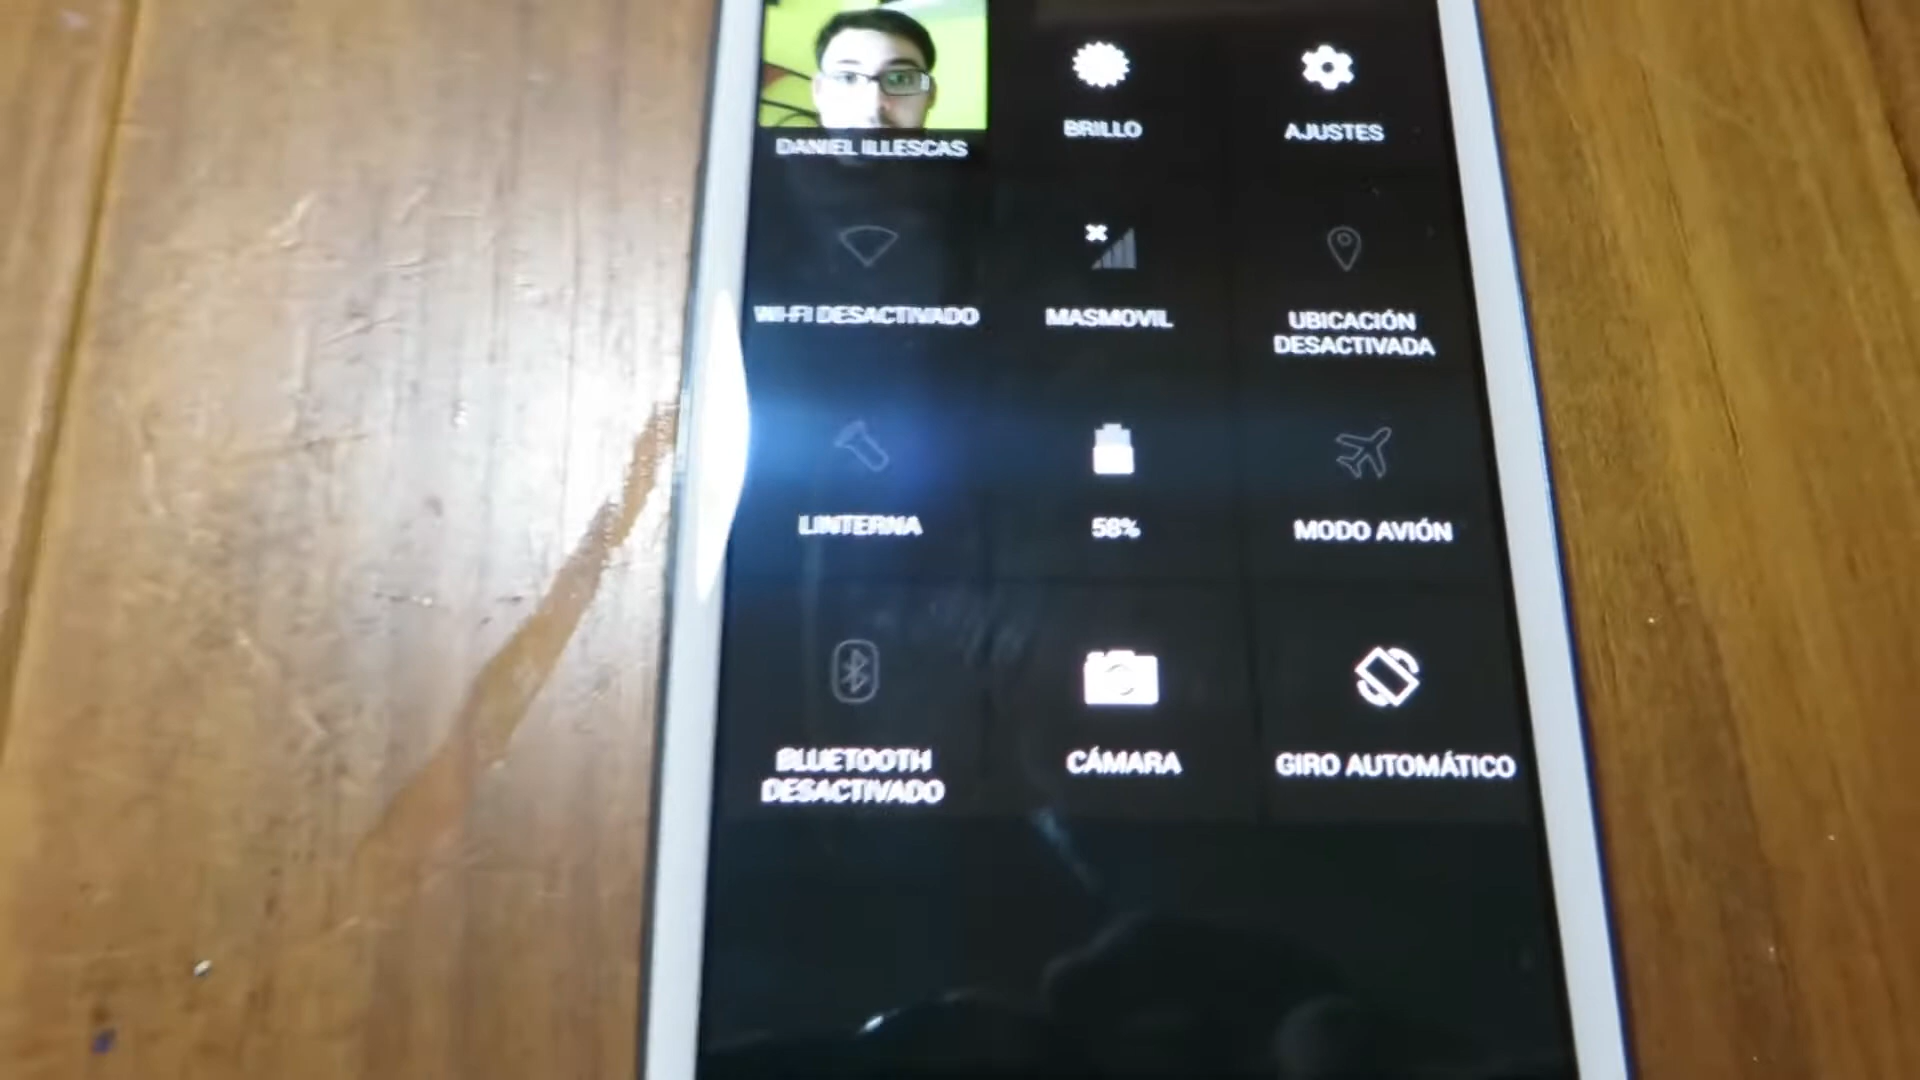 DANIEL ILLESCAS
BRILLO
AJUSTES
WI-FI DESACTIVADO
MASMOVIL
UBICACIÓN
DESACTIVADA
LINTERNA
58%
MODO AVIÓN
BLUETOOTH
DESACTIVADO
CÁMARA
GIRO AUTOMÁTICO